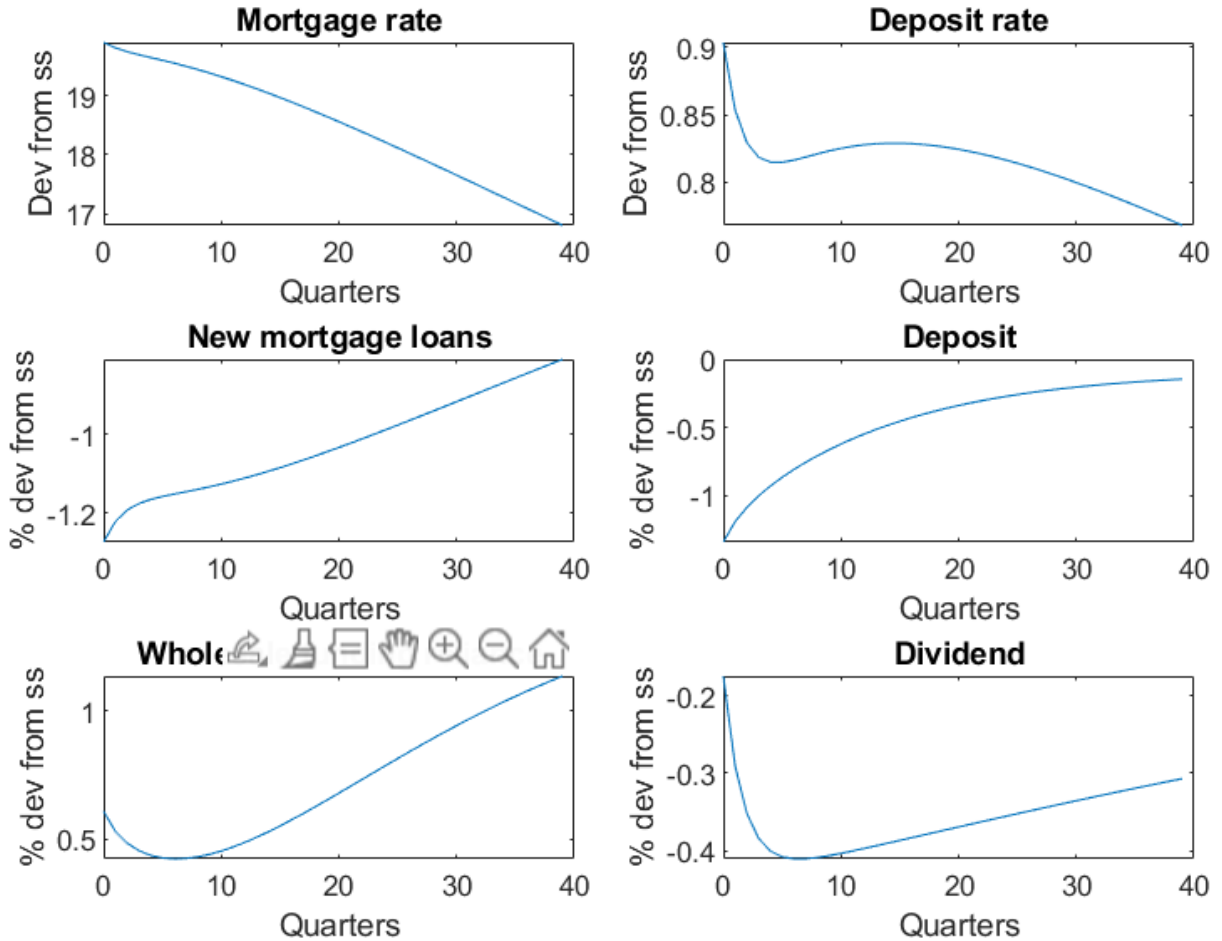 Mortgage rate
Dev from ss
19
18
17
0 10 20 30 40
Quarters
Deposit rate
Dev from ss
0.9
0.85
0.8
0 10 20 30 40
Quarters
New mortgage loans
% dev from ss
-1
-1.2
0 10 20 30 40
Quarters
Deposit
% dev from ss
0
-0.5
-1
0 10 20 30 40
Quarters
% dev from ss
1
0.5
0 10 20 30 40
Quarters
Dividend
% dev from ss
-0.2
-0.3
-0.4
0 10 20 30 40
Quarters